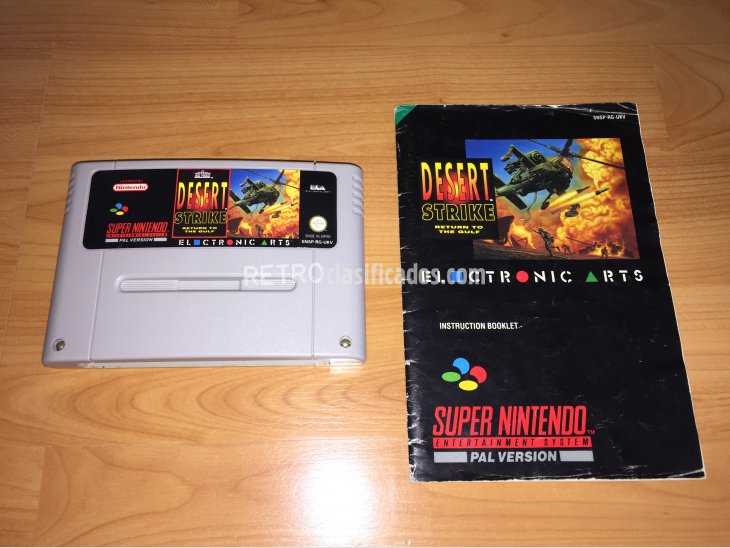 LICENSED BY
Nintendo
DESERT
STRIKE
RETURN
TO THE GULF
SUPER NINTENDO
ENTERTAINMENT SYSTEM
PAL VERSION
ELECTRONIC ARTS
MADE IN JAPAN
SNSP-RG-UKV
RETROclasificados.com
SNSP-RG-UKV
DESERT
STRIKE
RETURN
TO THE GULF
ELECTRONIC ARTS
INSTRUCTION BOOKLET
SUPER NINTENDO
TM
ENTERTAINMENT SYSTEM
PAL VERSION